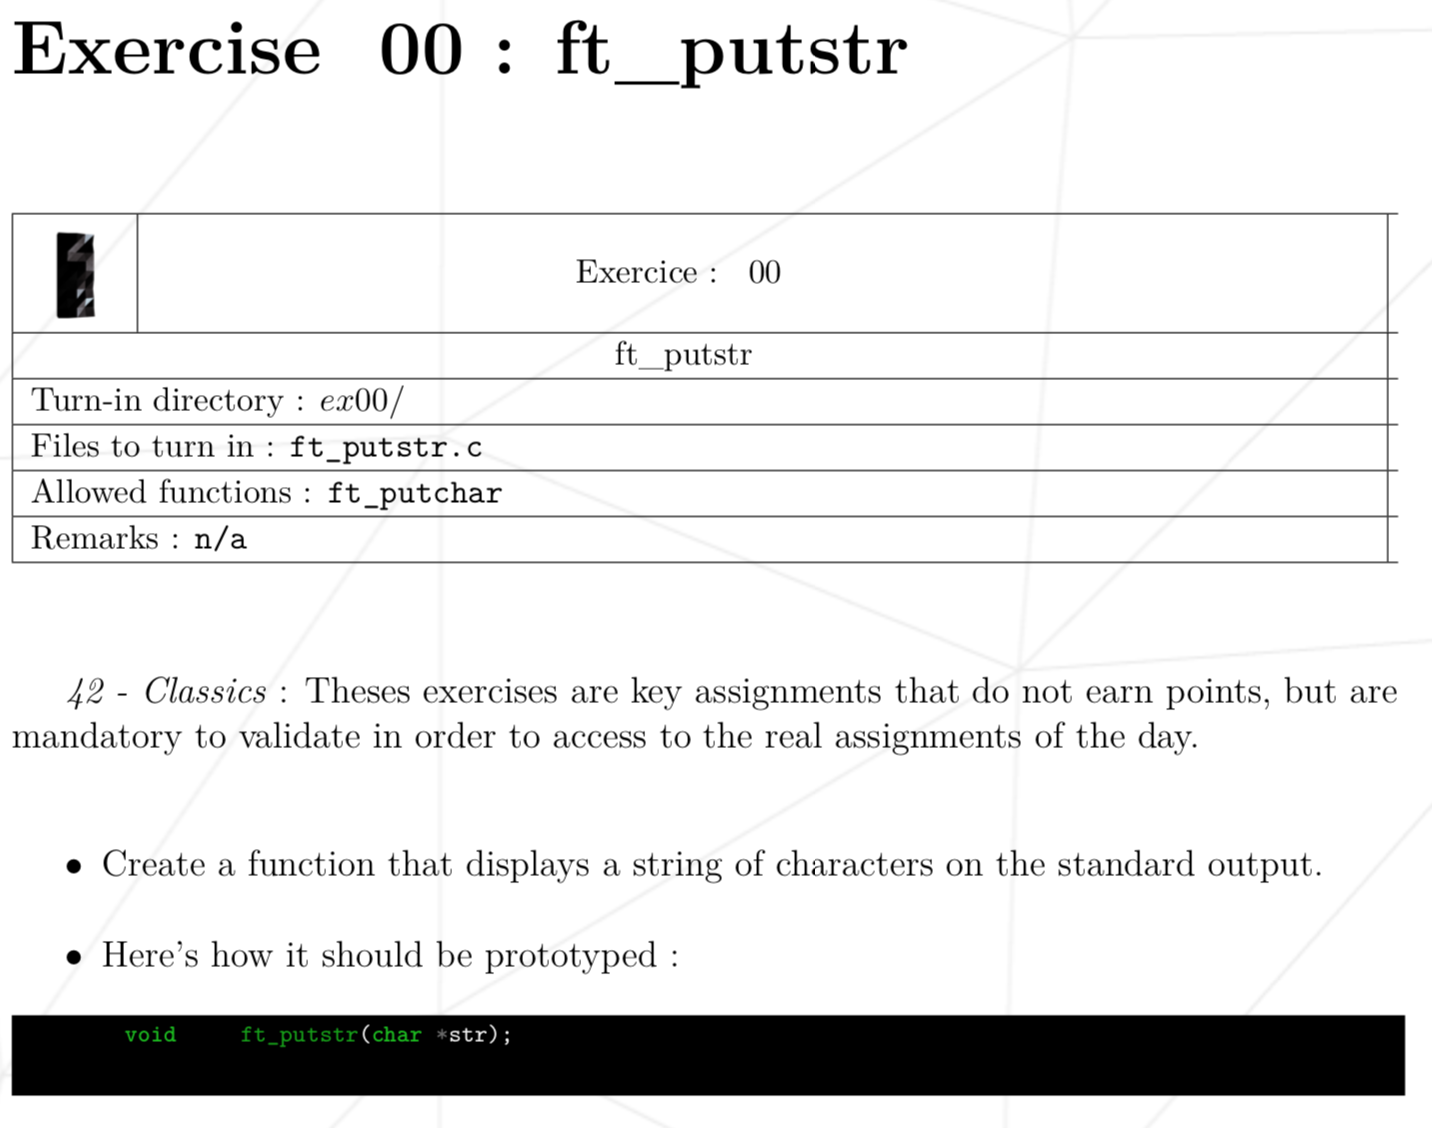 Exercise 00 : ft_putstr
Exercice : 00
ft_putstr
Turn-in directory : ex00/
Files to turn in : ft_putstr.c
Allowed functions : ft_putchar
Remarks : n/a
42 - Classics : Theses exercises are key assignments that do not earn points, but are
mandatory to validate in order to access to the real assignments of the day.
• Create a function that displays a string of characters on the standard output.
• Here's how it should be prototyped :
void ft_putstr(char *str);